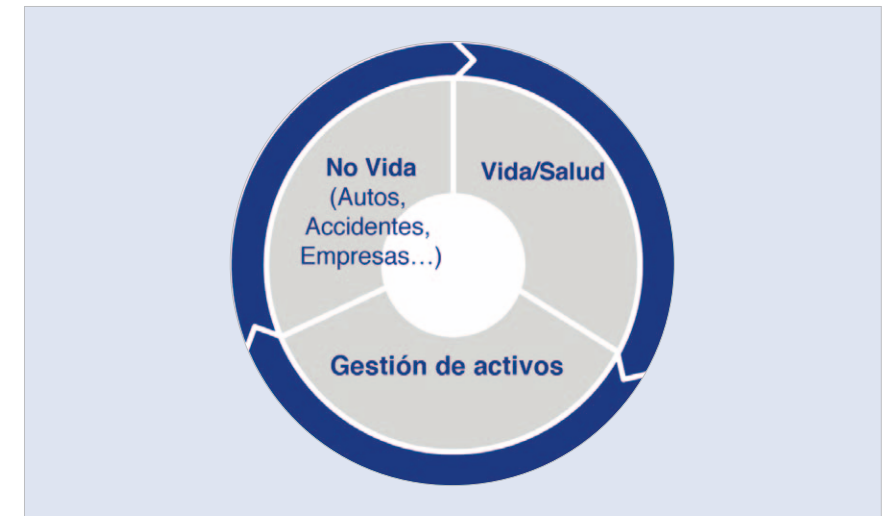 No Vida
(Autos,
Accidentes,
Empresas…)
Vida/Salud
Gestión de activos